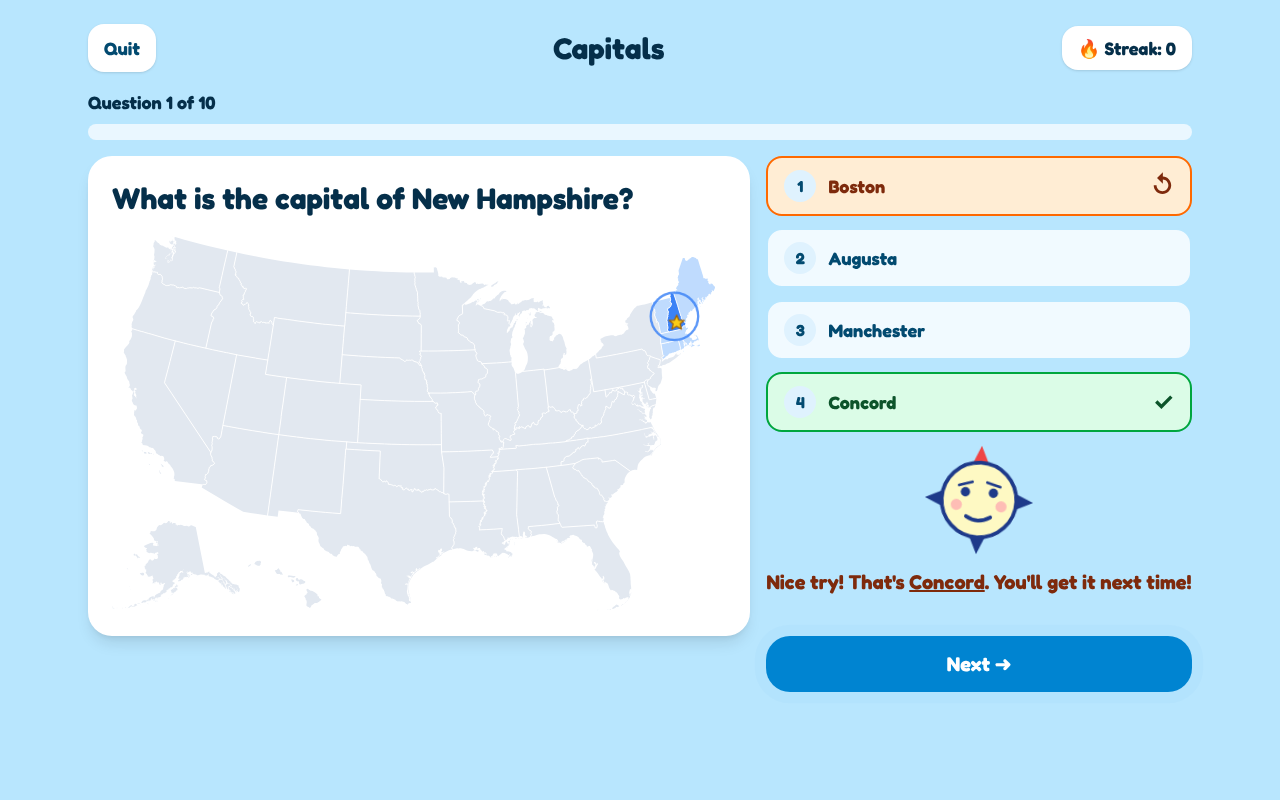 Quit
Capitals
🔥 Streak: 0
Question 1 of 10
What is the capital of New Hampshire?
1 Boston
2 Augusta
3 Manchester
4 Concord
Nice try! That's Concord. You'll get it next time!
Next →